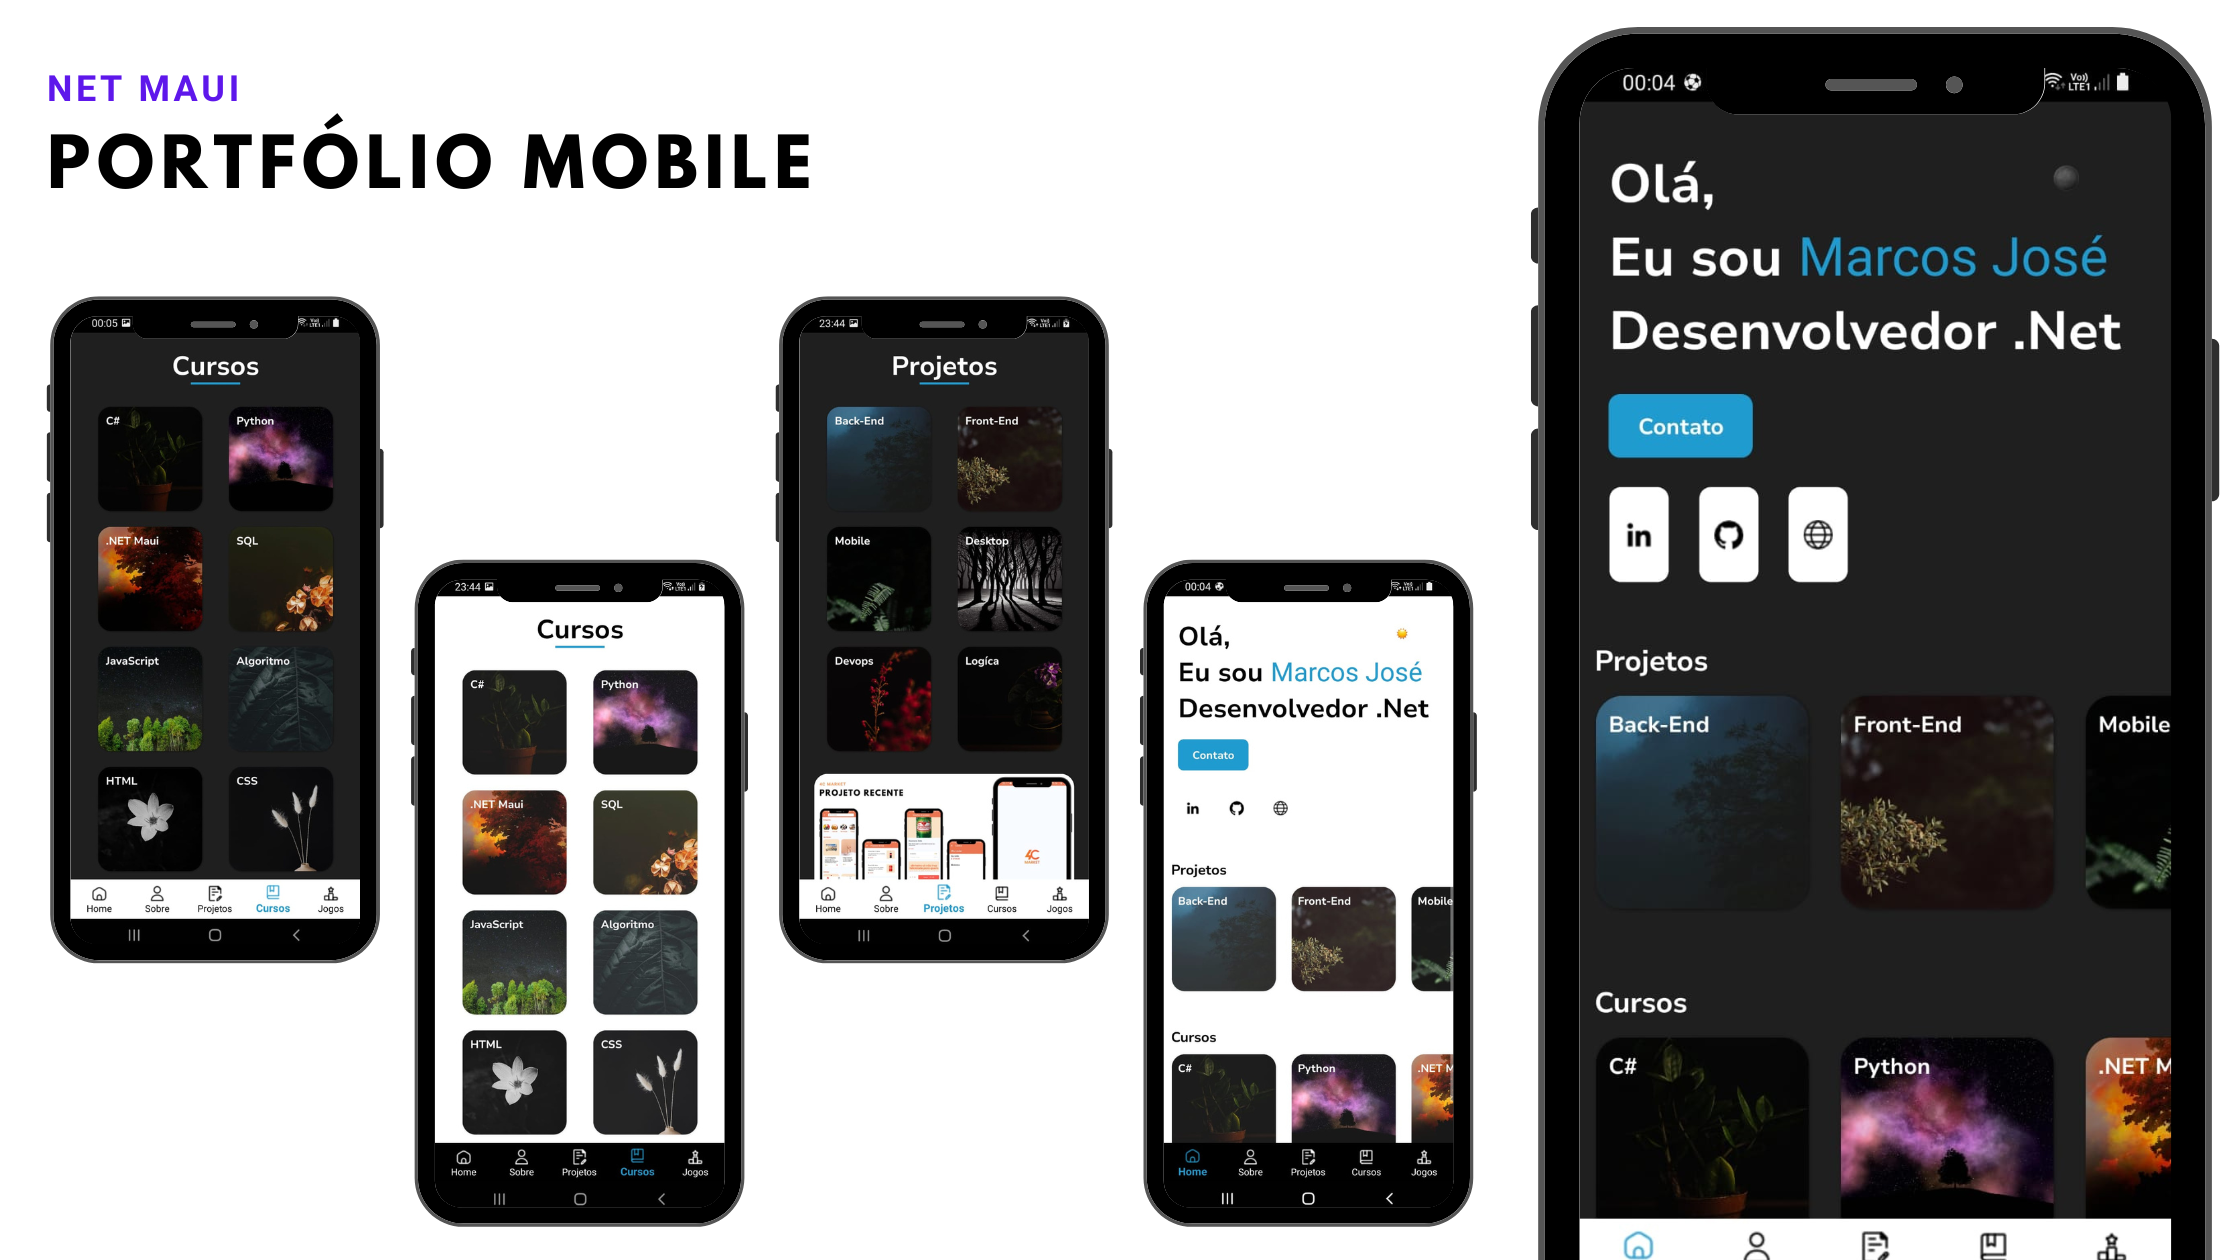 NET MAUI
PORTFÓLIO MOBILE
00:05
Cursos
C#
Python
.NET Maui
SQL
JavaScript
Algoritmo
HTML
CSS
Home
Sobre
Projetos
Cursos
Jogos
23:44
Cursos
C#
Python
.NET Maui
SQL
JavaScript
Algoritmo
HTML
CSS
Home
Sobre
Projetos
Cursos
Jogos
23:44
Projetos
Back-End
Front-End
Mobile
Desktop
Devops
Logíca
PROJETO RECENTE
4C
Home
Sobre
Projetos
Cursos
Jogos
00:04
Olá,
Eu sou Marcos José
Desenvolvedor .Net
Contato
in
Projetos
Back-End
Front-End
Mobile
Cursos
C#
Python
.NET M
Home
Sobre
Projetos
Cursos
Jogos
00:04
Vo))
LTE1
Olá,
Eu sou Marcos José
Desenvolvedor .Net
Contato
in
Projetos
Back-End
Front-End
Mobile
Cursos
C#
Python
.NET M